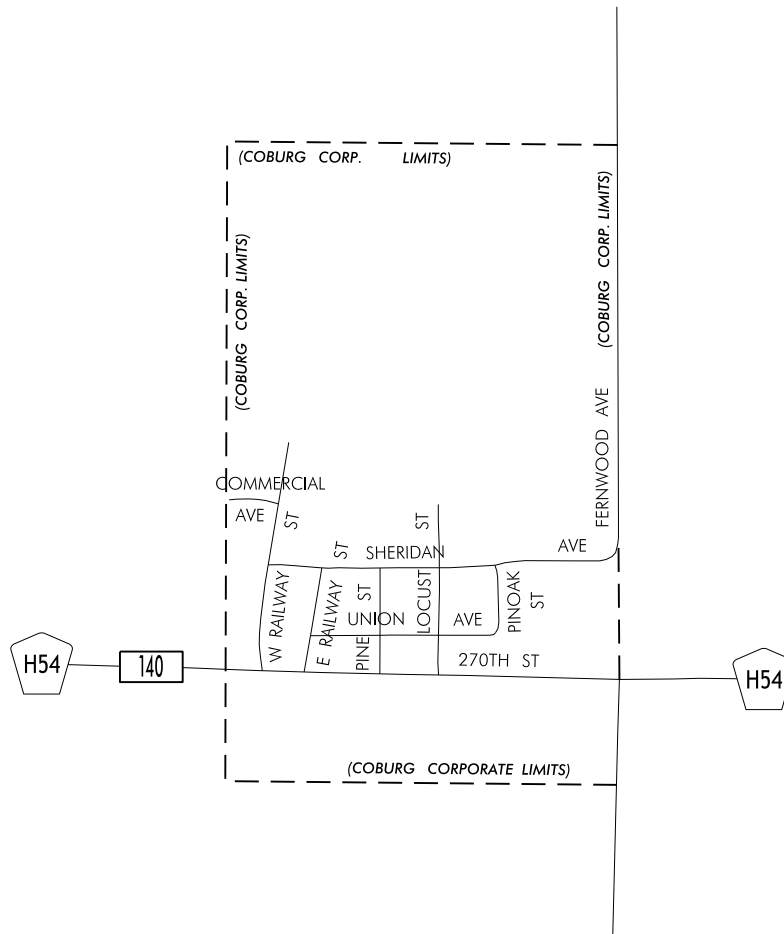 (COBURG CORP. LIMITS)
(COBURG CORP. LIMITS)
(COBURG CORP. LIMITS)
FERNWOOD AVE
COMMERCIAL
AVE
W RAILWAY ST
E RAILWAY ST
SHERIDAN AVE
PINE ST
LOCUST ST
UNION AVE
PINOAK
ST
270TH ST
H54
140
H54
(COBURG CORPORATE LIMITS)